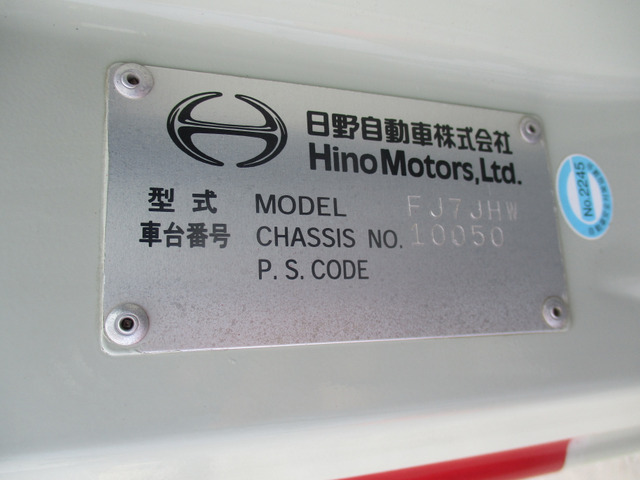 日野自動車株式会社
Hino Motors, Ltd.
型式 MODEL FJ7JHW
車台番号 CHASSIS NO. 10050
P. S. CODE
No.2245